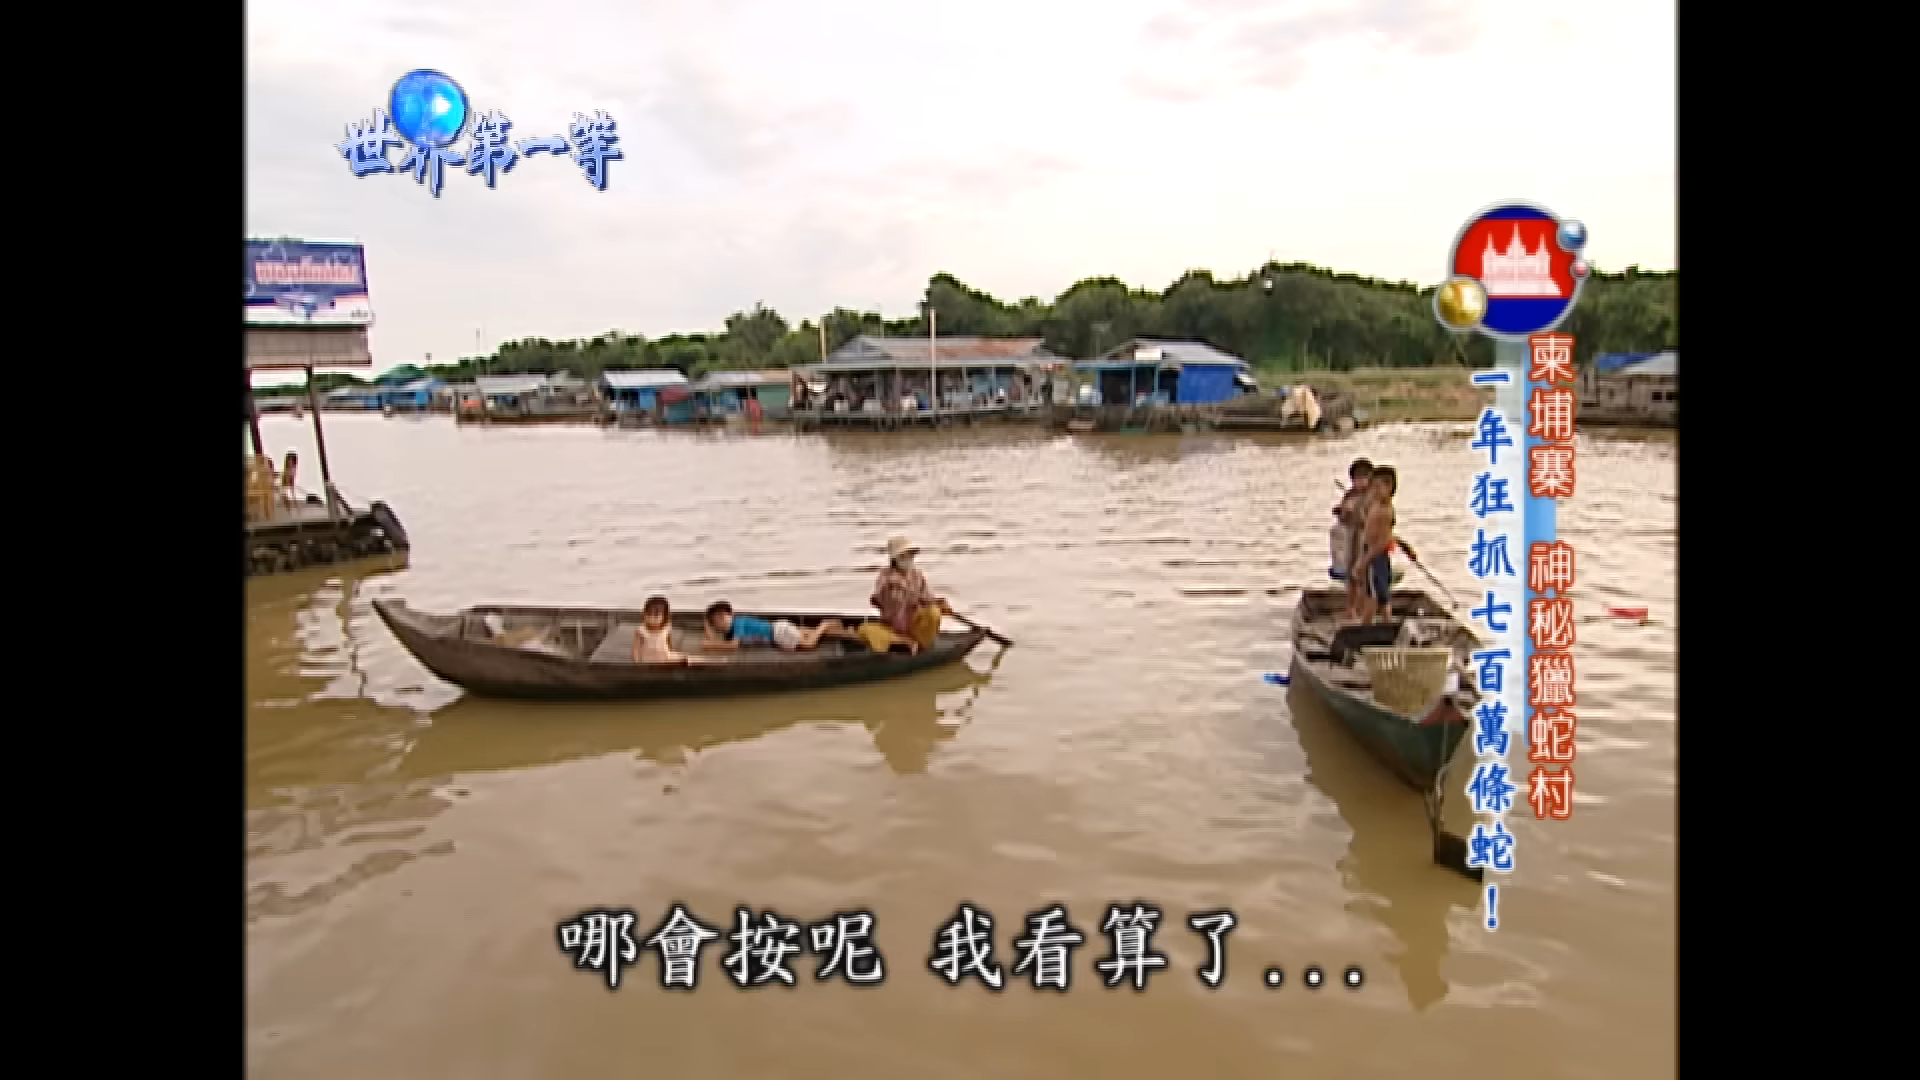 世界第一等
柬埔寨 神秘獵蛇村
一年狂抓七百萬條蛇！
哪會按呢 我看算了...